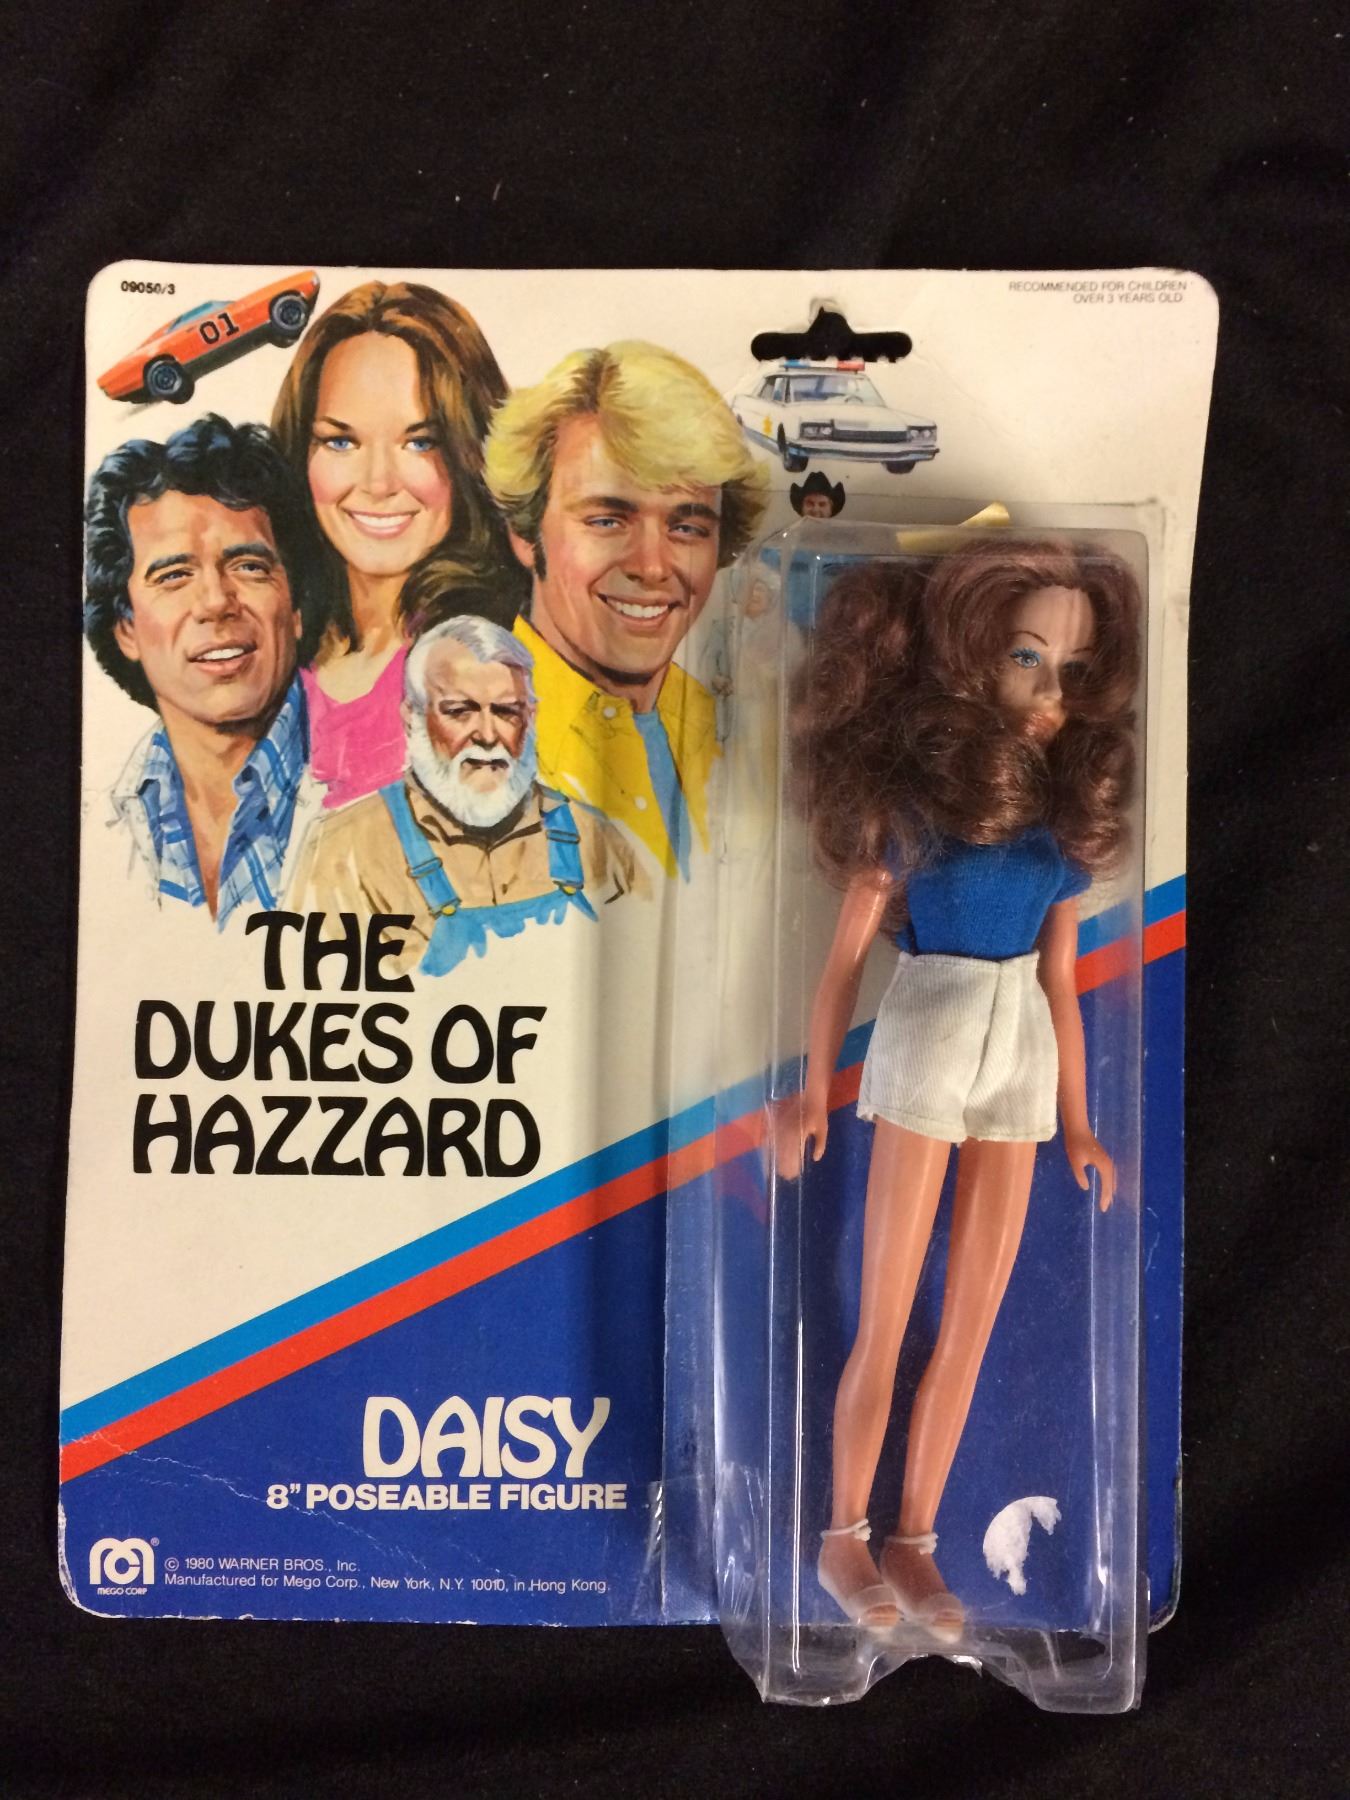 09050/3
RECOMMENDED FOR CHILDREN
OVER 3 YEARS OLD
01
THE
DUKES OF
HAZZARD
DAISY
8" POSEABLE FIGURE
® 
MEGO CORP
© 1980 WARNER BROS., Inc.
Manufactured for Mego Corp., New York, N.Y. 10010, in Hong Kong.